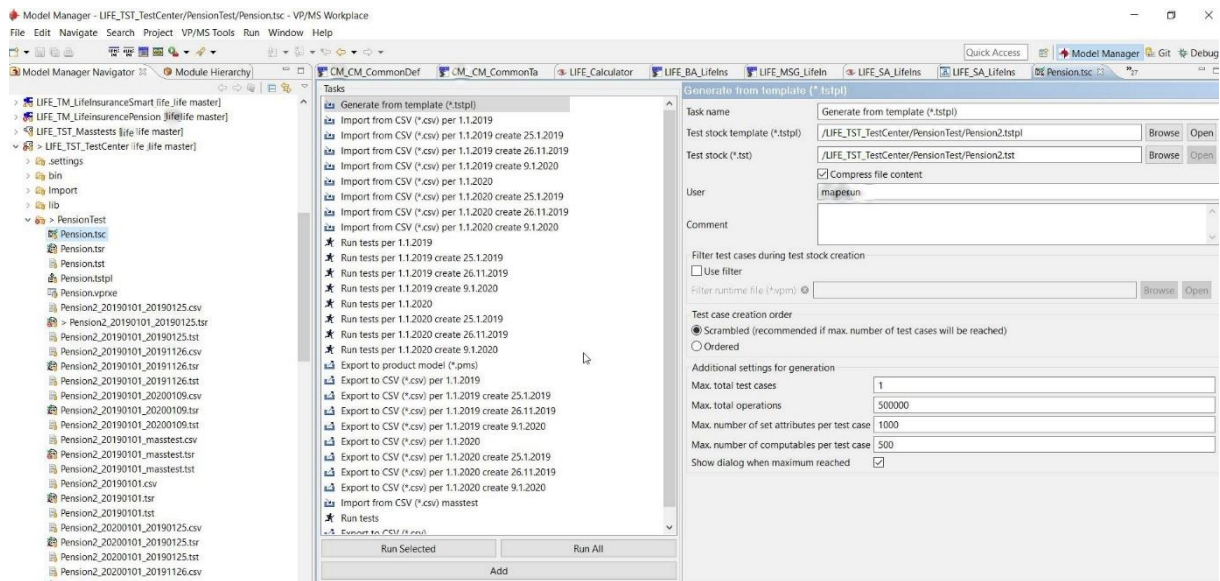 Model Manager - LIFE_TST_TestCenter/PensionTest/Pension.tsc - VP/MS Workplace
File Edit Navigate Search Project VP/MS Tools Run Window Help
Quick Access Model Manager Git Debug
Model Manager Navigator Module Hierarchy
CM_CM_CommonDef CM_CM_CommonTa LIFE_Calculator LIFE_BA_LifeIns LIFE_MSG_LifeIn LIFE_SA_LifeIns LIFE_SA_LifeIns Pension.tsc »27
> LIFE_TM_LifeInsuranceSmart [life_life master]
> LIFE_TM_LifeinsurencePension [life life master]
> LIFE_TST_Masstests [life life master]
> LIFE_TST_TestCenter life life master]
> .settings
> bin
> Import
> lib
> PensionTest
Pension.tsc
Pension.tsr
Pension.tst
Pension.tstpl
Pension.vprxe
Pension2_20190101_20190125.csv
> Pension2_20190101_20190125.tsr
Pension2_20190101_20190125.tst
Pension2_20190101_20191126.csv
Pension2_20190101_20191126.tsr
Pension2_20190101_20191126.tst
Pension2_20190101_20200109.csv
Pension2_20190101_20200109.tsr
Pension2_20190101_20200109.tst
Pension2_20190101_masstest.csv
Pension2_20190101_masstest.tsr
Pension2_20190101_masstest.tst
Pension2_20190101.csv
Pension2_20190101.tsr
Pension2_20190101.tst
Pension2_20200101_20190125.csv
Pension2_20200101_20190125.tsr
Pension2_20200101_20190125.tst
Pension2_20200101_20191126.csv
Tasks
Generate from template (*.tstpl)
Import from CSV (*.csv) per 1.1.2019
Import from CSV (*.csv) per 1.1.2019 create 25.1.2019
Import from CSV (*.csv) per 1.1.2019 create 26.11.2019
Import from CSV (*.csv) per 1.1.2019 create 9.1.2020
Import from CSV (*.csv) per 1.1.2020
Import from CSV (*.csv) per 1.1.2020 create 25.1.2019
Import from CSV (*.csv) per 1.1.2020 create 26.11.2019
Import from CSV (*.csv) per 1.1.2020 create 9.1.2020
Run tests per 1.1.2019
Run tests per 1.1.2019 create 25.1.2019
Run tests per 1.1.2019 create 26.11.2019
Run tests per 1.1.2019 create 9.1.2020
Run tests per 1.1.2020
Run tests per 1.1.2020 create 25.1.2019
Run tests per 1.1.2020 create 26.11.2019
Run tests per 1.1.2020 create 9.1.2020
Export to product model (*.pms)
Export to CSV (*.csv) per 1.1.2019
Export to CSV (*.csv) per 1.1.2019 create 25.1.2019
Export to CSV (*.csv) per 1.1.2019 create 26.11.2019
Export to CSV (*.csv) per 1.1.2019 create 9.1.2020
Export to CSV (*.csv) per 1.1.2020
Export to CSV (*.csv) per 1.1.2020 create 25.1.2019
Export to CSV (*.csv) per 1.1.2020 create 26.11.2019
Export to CSV (*.csv) per 1.1.2020 create 9.1.2020
Import from CSV (*.csv) masstest
Run tests
Export to CSV (*.csv)
Run Selected Run All
Add
Generate from template (*.tstpl)
Task name Generate from template (*.tstpl)
Test stock template (*.tstpl) /LIFE_TST_TestCenter/PensionTest/Pension2.tstpl Browse Open
Test stock (*.tst) /LIFE_TST_TestCenter/PensionTest/Pension2.tst Browse Open
Compress file content
User maperun
Comment
Filter test cases during test stock creation
Use filter
Filter runtime file (*.vpm) Browse Open
Test case creation order
Scrambled (recommended if max. number of test cases will be reached)
Ordered
Additional settings for generation
Max. total test cases 1
Max. total operations 500000
Max. number of set attributes per test case 1000
Max. number of computables per test case 500
Show dialog when maximum reached